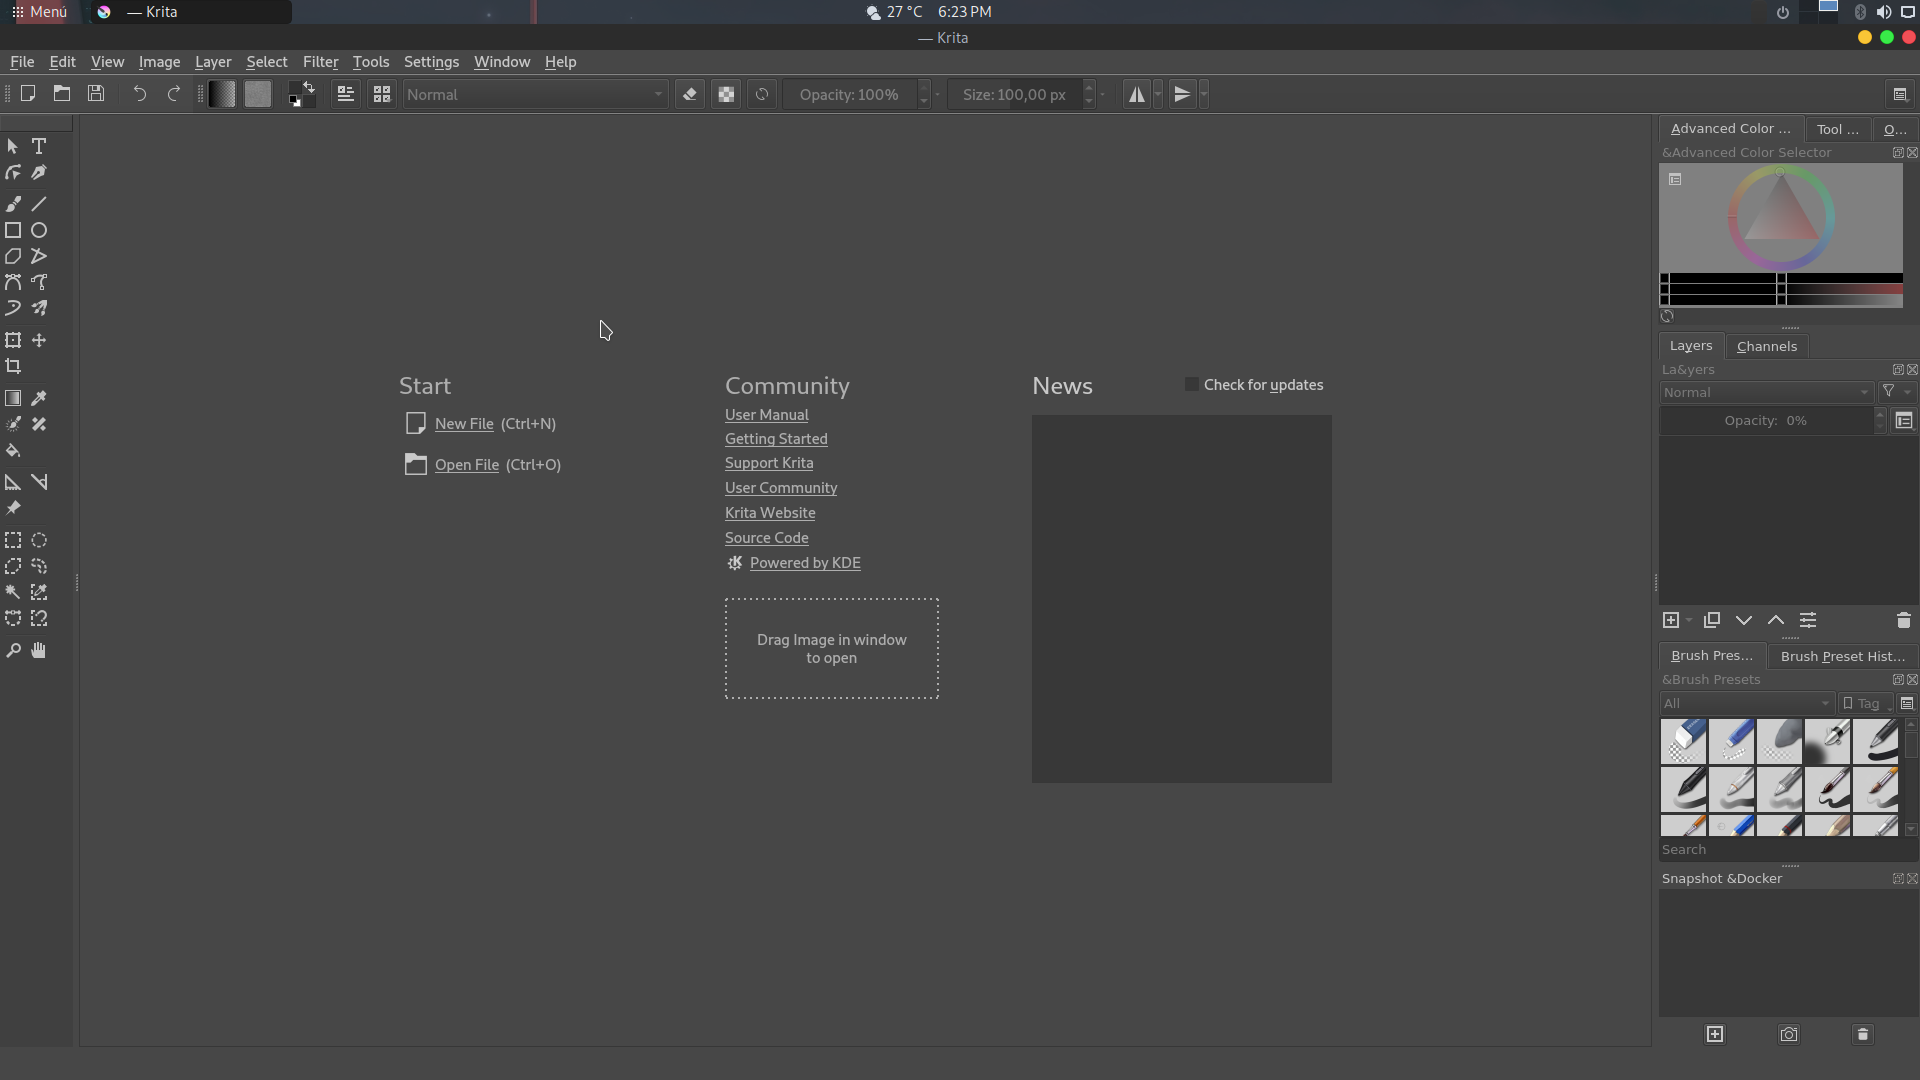 Menú
— Krita
27 °C
6:23 PM
— Krita
File Edit View Image Layer Select Filter Tools Settings Window Help
Normal
Opacity: 100%
Size: 100,00 px
Start
New File (Ctrl+N)
Open File (Ctrl+O)
Community
User Manual
Getting Started
Support Krita
User Community
Krita Website
Source Code
Powered by KDE
Drag Image in window
to open
News
Check for updates
Advanced Color ... Tool ... O...
&Advanced Color Selector
Layers Channels
La&yers
Normal
Opacity: 0%
Brush Pres... Brush Preset Hist...
&Brush Presets
All
Tag
Search
Snapshot &Docker